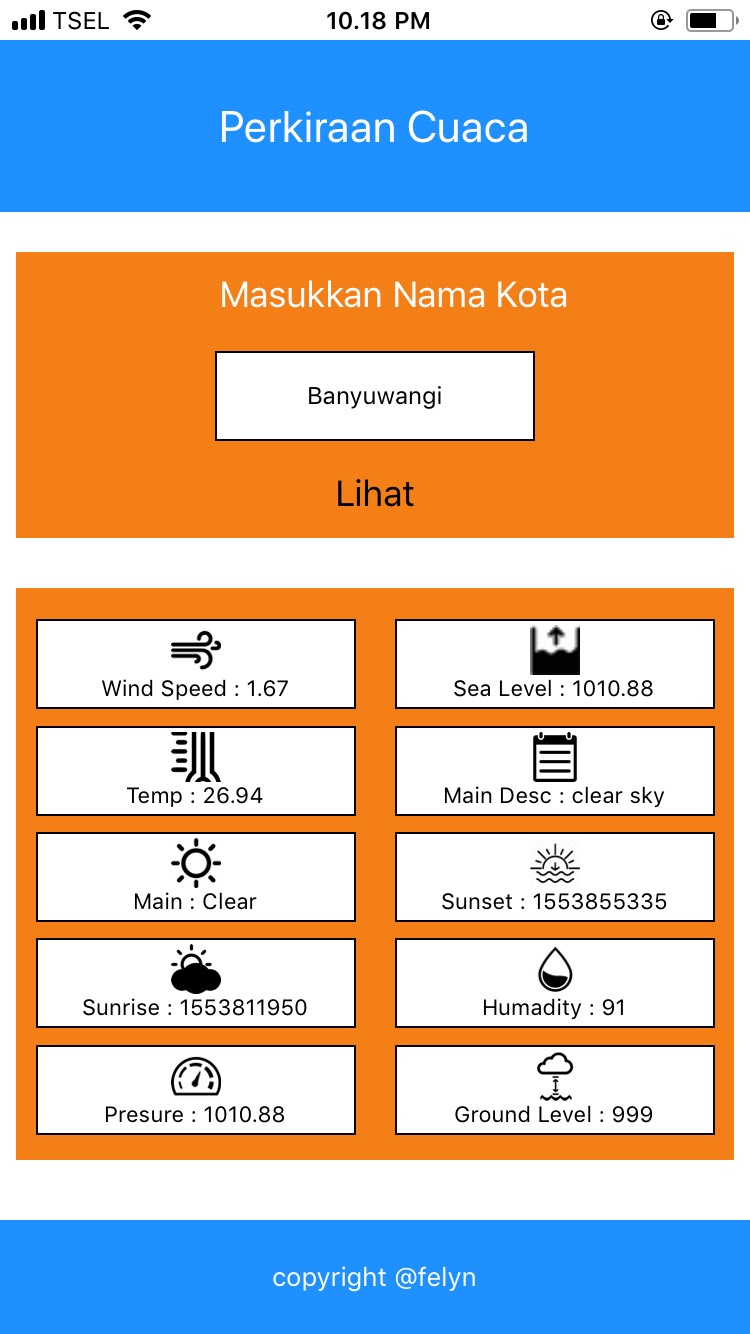 TSEL 10.18 PM
Perkiraan Cuaca
Masukkan Nama Kota
Banyuwangi
Lihat
Wind Speed : 1.67
Sea Level : 1010.88
Temp : 26.94
Main Desc : clear sky
Main : Clear
Sunset : 1553855335
Sunrise : 1553811950
Humadity : 91
Presure : 1010.88
Ground Level : 999
copyright @felyn